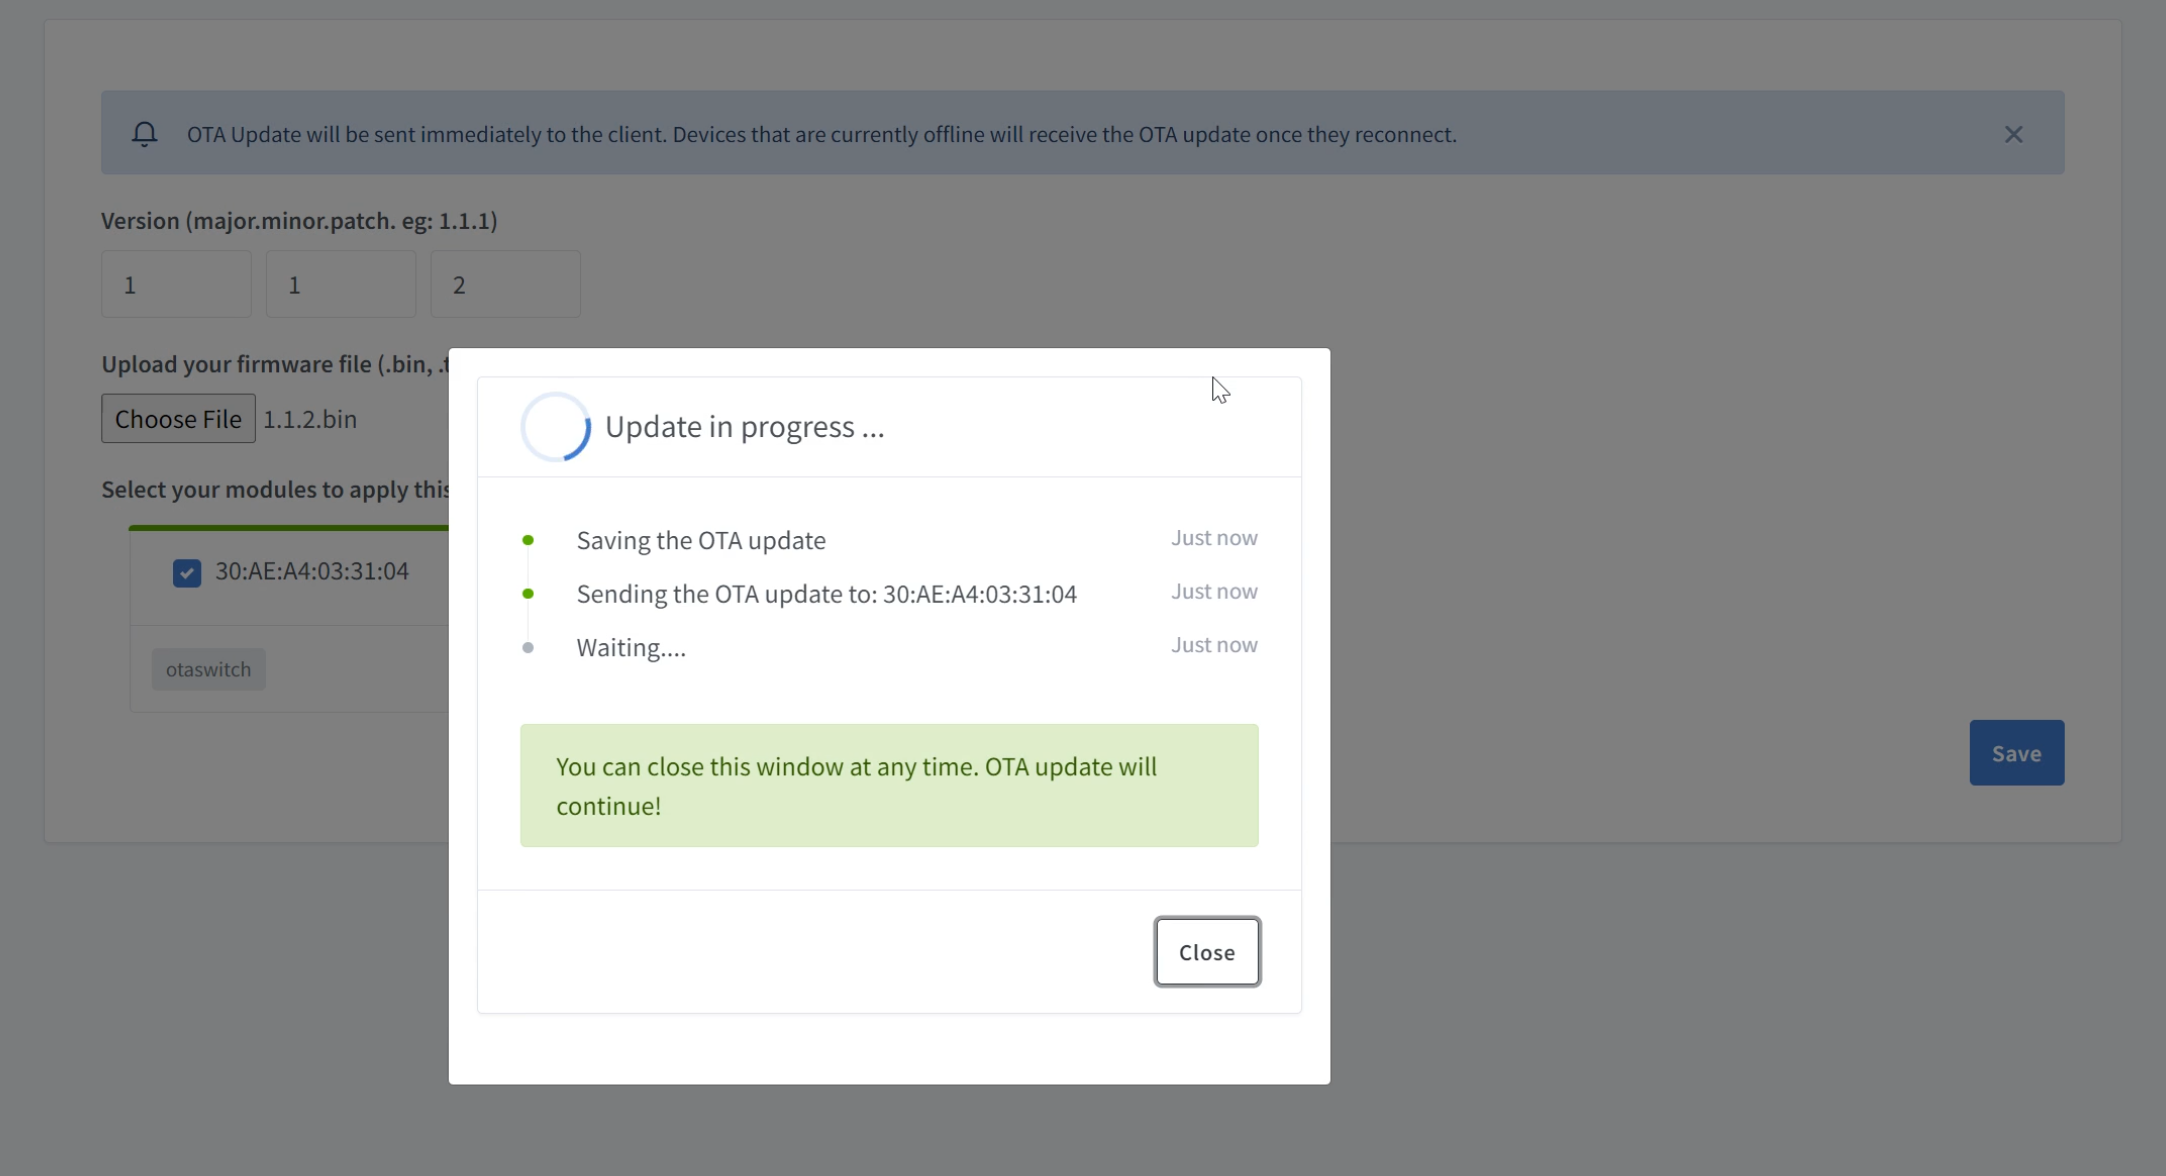 OTA Update will be sent immediately to the client. Devices that are currently offline will receive the OTA update once they reconnect.
Version (major.minor.patch. eg: 1.1.1)
1 1 2
Upload your firmware file (.bin, .t
Choose File 1.1.2.bin
Select your modules to apply this
30:AE:A4:03:31:04
otaswitch
Save
Update in progress ...
Saving the OTA update Just now
Sending the OTA update to: 30:AE:A4:03:31:04 Just now
Waiting.... Just now
You can close this window at any time. OTA update will
continue!
Close